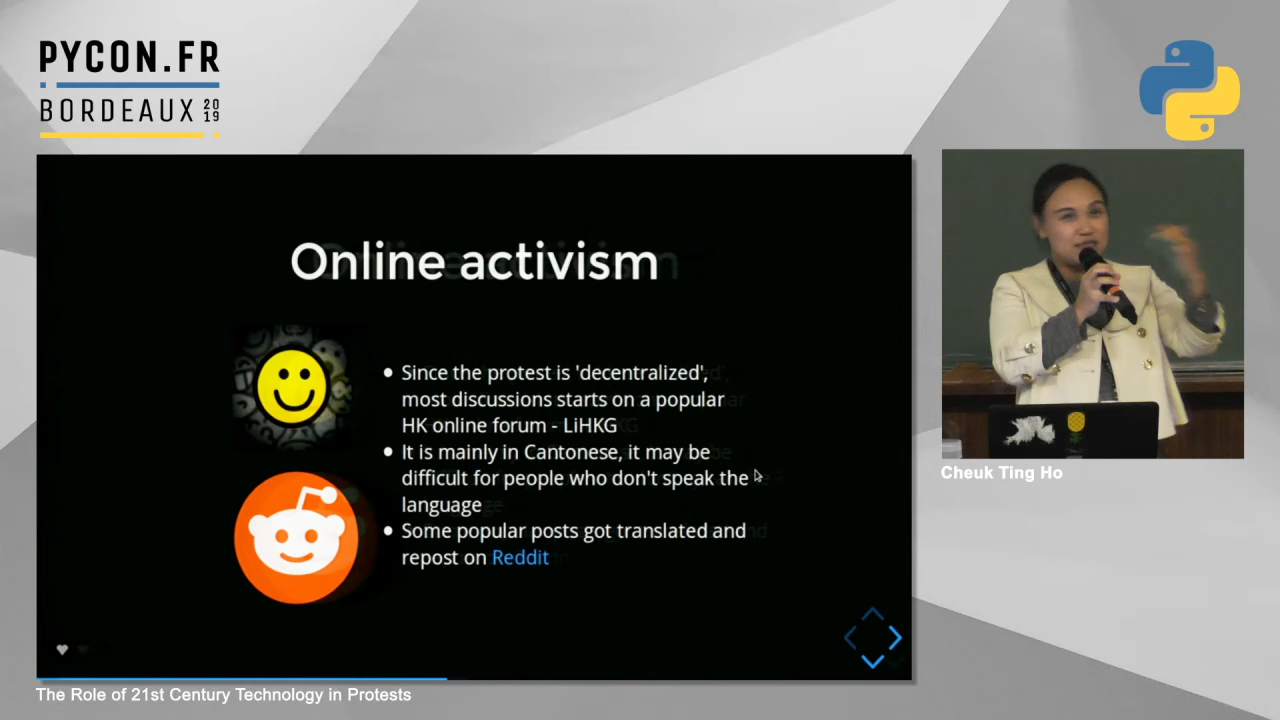 PYCON.FR
BORDEAUX 20
19
Online activism
Since the protest is 'decentralized',
most discussions starts on a popular
HK online forum - LiHKG
It is mainly in Cantonese, it may be
difficult for people who don't speak the
language
Some popular posts got translated and
repost on Reddit
Cheuk Ting Ho
The Role of 21st Century Technology in Protests